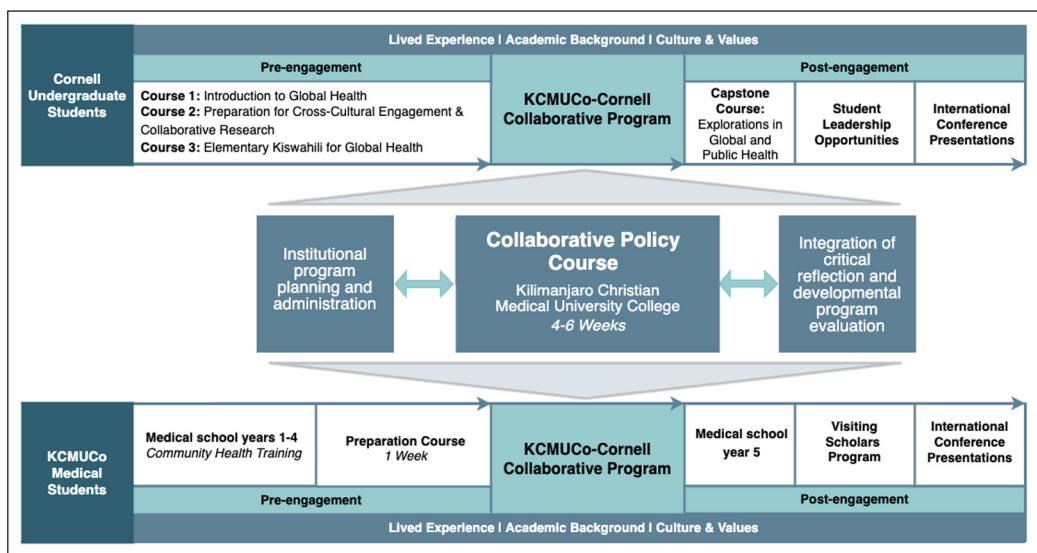 Lived Experience | Academic Background | Culture & Values
Cornell
Undergraduate
Students
Pre-engagement
Course 1: Introduction to Global Health
Course 2: Preparation for Cross-Cultural Engagement &
Collaborative Research
Course 3: Elementary Kiswahili for Global Health
KCMUCo-Cornell
Collaborative Program
Post-engagement
Capstone
Course:
Explorations in
Global and
Public Health
Student
Leadership
Opportunities
International
Conference
Presentations
Institutional
program
planning and
administration
Collaborative Policy
Course
Kilimanjaro Christian
Medical University College
4-6 Weeks
Integration of
critical
reflection and
developmental
program
evaluation
KCMUCo
Medical
Students
Medical school years 1-4
Community Health Training
Preparation Course
1 Week
KCMUCo-Cornell
Collaborative Program
Medical school
year 5
Visiting
Scholars
Program
International
Conference
Presentations
Pre-engagement
Post-engagement
Lived Experience | Academic Background | Culture & Values